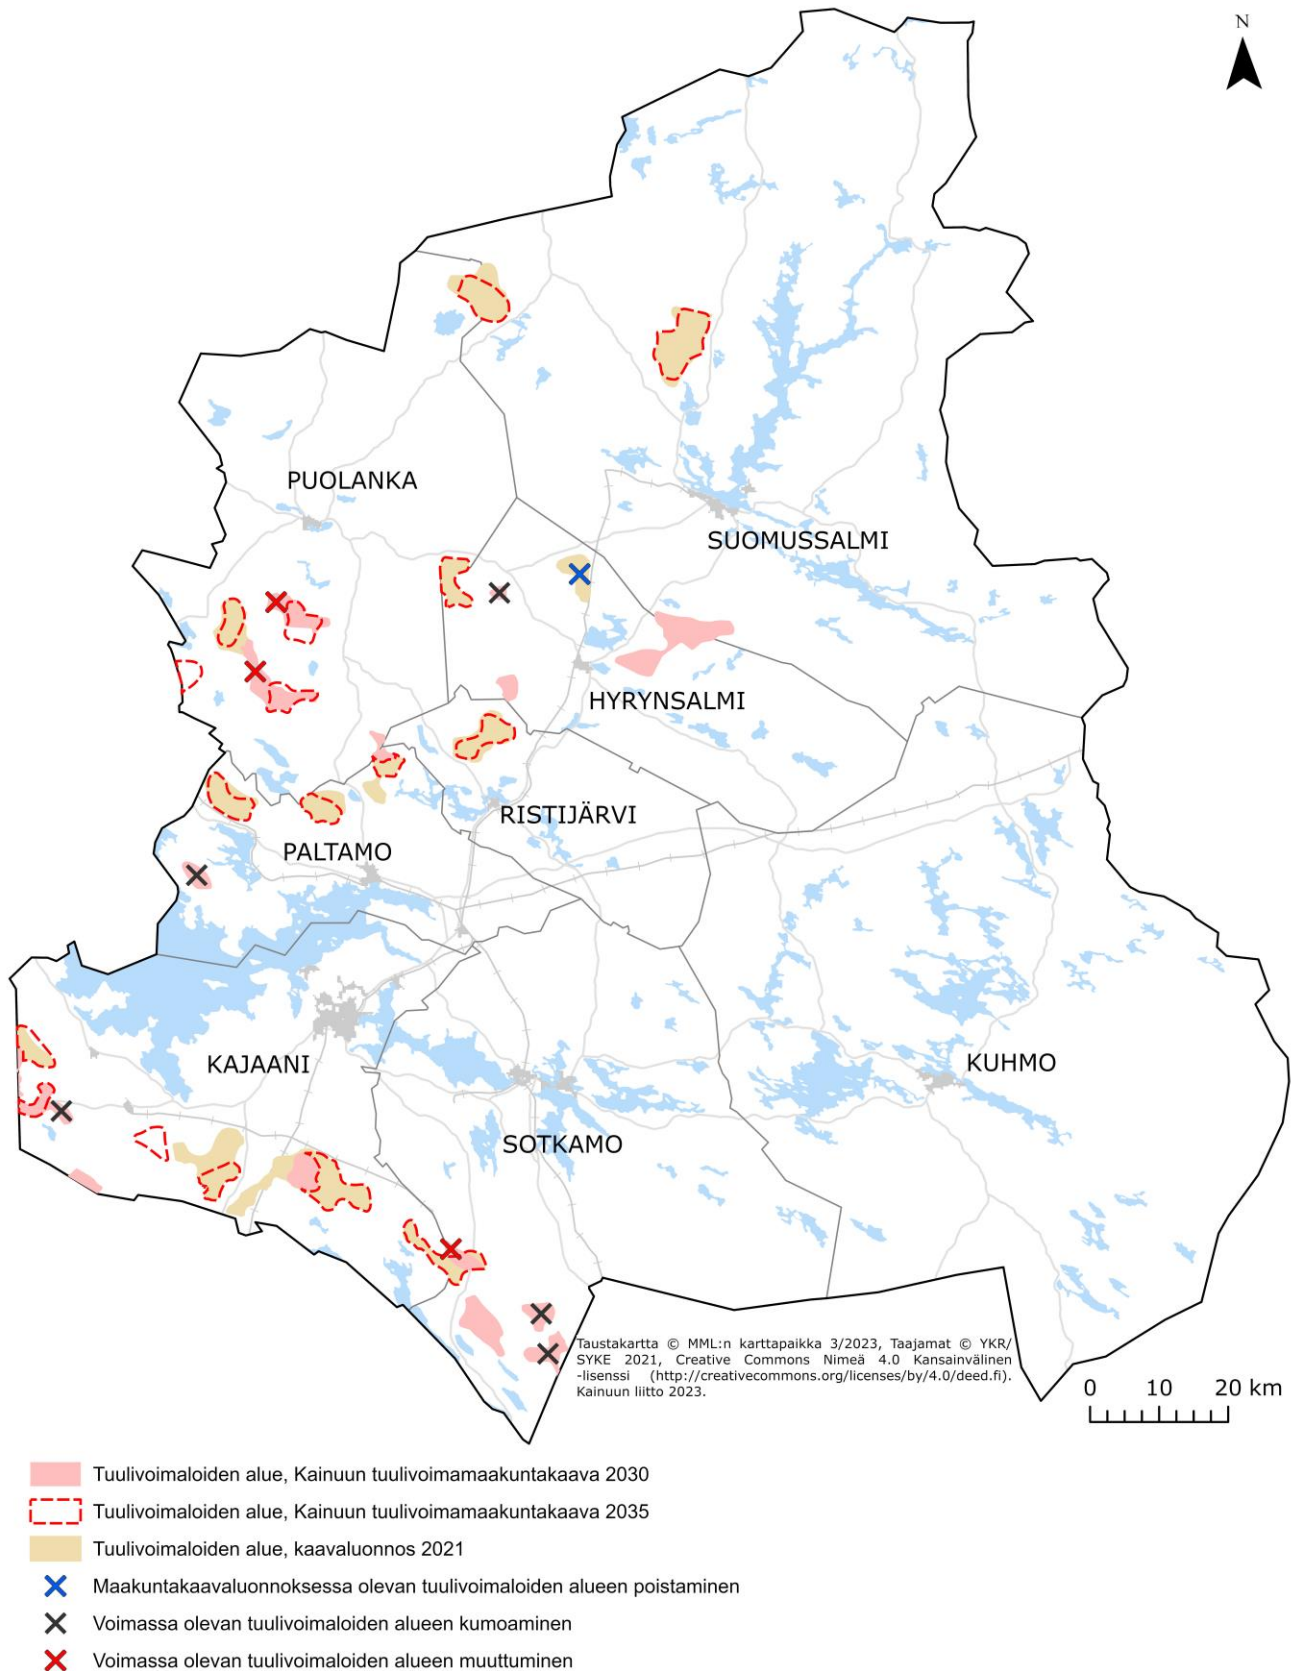 N
PUOLANKA
SUOMUSSALMI
HYRYNSALMI
RISTIJÄRVI
PALTAMO
KAJAANI
KUHMO
SOTKAMO
Taustakartta © MML:n karttapaikka 3/2023, Taajamat © YKR/
SYKE 2021, Creative Commons Nimeä 4.0 Kansainvälinen
-lisenssi (http://creativecommons.org/licenses/by/4.0/deed.fi).
Kainuun liitto 2023.
0 10 20 km
Tuulivoimaloiden alue, Kainuun tuulivoimamaakuntakaava 2030
Tuulivoimaloiden alue, Kainuun tuulivoimamaakuntakaava 2035
Tuulivoimaloiden alue, kaavaluonnos 2021
Maakuntakaavaluonnoksessa olevan tuulivoimaloiden alueen poistaminen
Voimassa olevan tuulivoimaloiden alueen kumoaminen
Voimassa olevan tuulivoimaloiden alueen muuttuminen